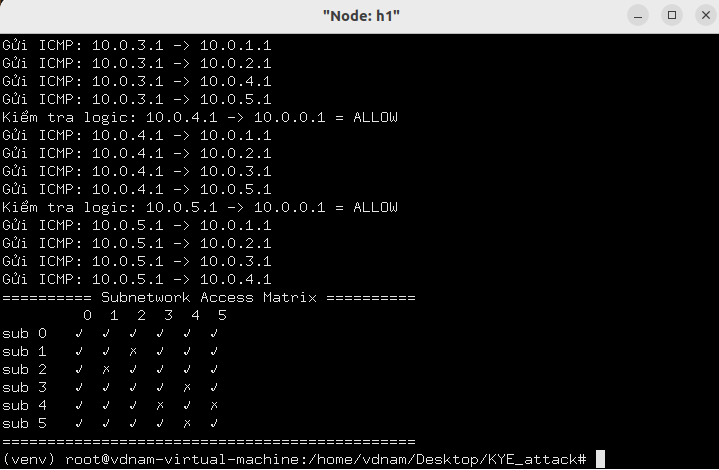 "Node: h1"
Gửi ICMP: 10.0.3.1 -> 10.0.1.1
Gửi ICMP: 10.0.3.1 -> 10.0.2.1
Gửi ICMP: 10.0.3.1 -> 10.0.4.1
Gửi ICMP: 10.0.3.1 -> 10.0.5.1
Kiểm tra logic: 10.0.4.1 -> 10.0.0.1 = ALLOW
Gửi ICMP: 10.0.4.1 -> 10.0.1.1
Gửi ICMP: 10.0.4.1 -> 10.0.2.1
Gửi ICMP: 10.0.4.1 -> 10.0.3.1
Gửi ICMP: 10.0.4.1 -> 10.0.5.1
Kiểm tra logic: 10.0.5.1 -> 10.0.0.1 = ALLOW
Gửi ICMP: 10.0.5.1 -> 10.0.1.1
Gửi ICMP: 10.0.5.1 -> 10.0.2.1
Gửi ICMP: 10.0.5.1 -> 10.0.3.1
Gửi ICMP: 10.0.5.1 -> 10.0.4.1
========== Subnetwork Access Matrix ==========
0 1 2 3 4 5
sub 0 ✓ ✓ ✓ ✓ ✓ ✓
sub 1 ✓ ✓ ✗ ✓ ✓ ✓
sub 2 ✓ ✗ ✓ ✓ ✓ ✓
sub 3 ✓ ✓ ✓ ✓ ✗ ✓
sub 4 ✓ ✓ ✓ ✗ ✓ ✗
sub 5 ✓ ✓ ✓ ✓ ✗ ✓
==============================================
(venv) root@vdnam-virtual-machine:/home/vdnam/Desktop/KYE_attack#